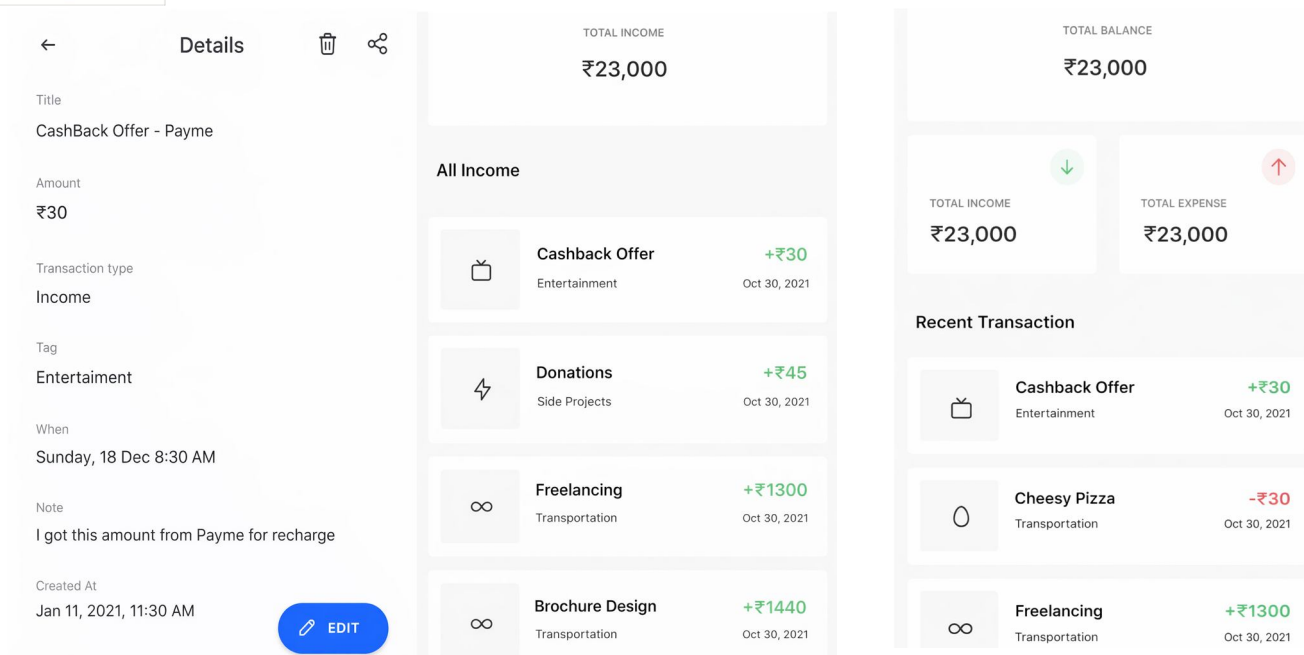 Details
Title
CashBack Offer - Payme
Amount
₹30
Transaction type
Income
Tag
Entertaiment
When
Sunday, 18 Dec 8:30 AM
Note
I got this amount from Payme for recharge
Created At
Jan 11, 2021, 11:30 AM
EDIT
TOTAL INCOME
₹23,000
All Income
Cashback Offer
+₹30
Entertainment
Oct 30, 2021
Donations
+₹45
Side Projects
Oct 30, 2021
Freelancing
+₹1300
Transportation
Oct 30, 2021
Brochure Design
+₹1440
Transportation
Oct 30, 2021
TOTAL BALANCE
₹23,000
TOTAL INCOME
₹23,000
TOTAL EXPENSE
₹23,000
Recent Transaction
Cashback Offer
+₹30
Entertainment
Oct 30, 2021
Cheesy Pizza
-₹30
Transportation
Oct 30, 2021
Freelancing
+₹1300
Transportation
Oct 30, 2021